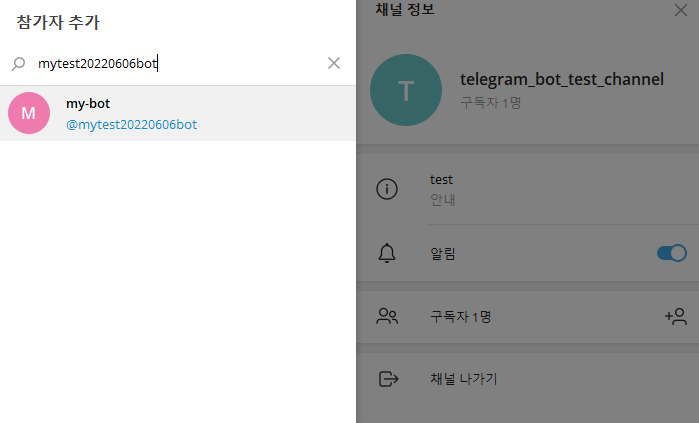 참가자 추가
mytest20220606bot
M
my-bot
@mytest20220606bot
채널 정보
T
telegram_bot_test_channel
구독자 1명
test
안내
알림
구독자 1명
채널 나가기